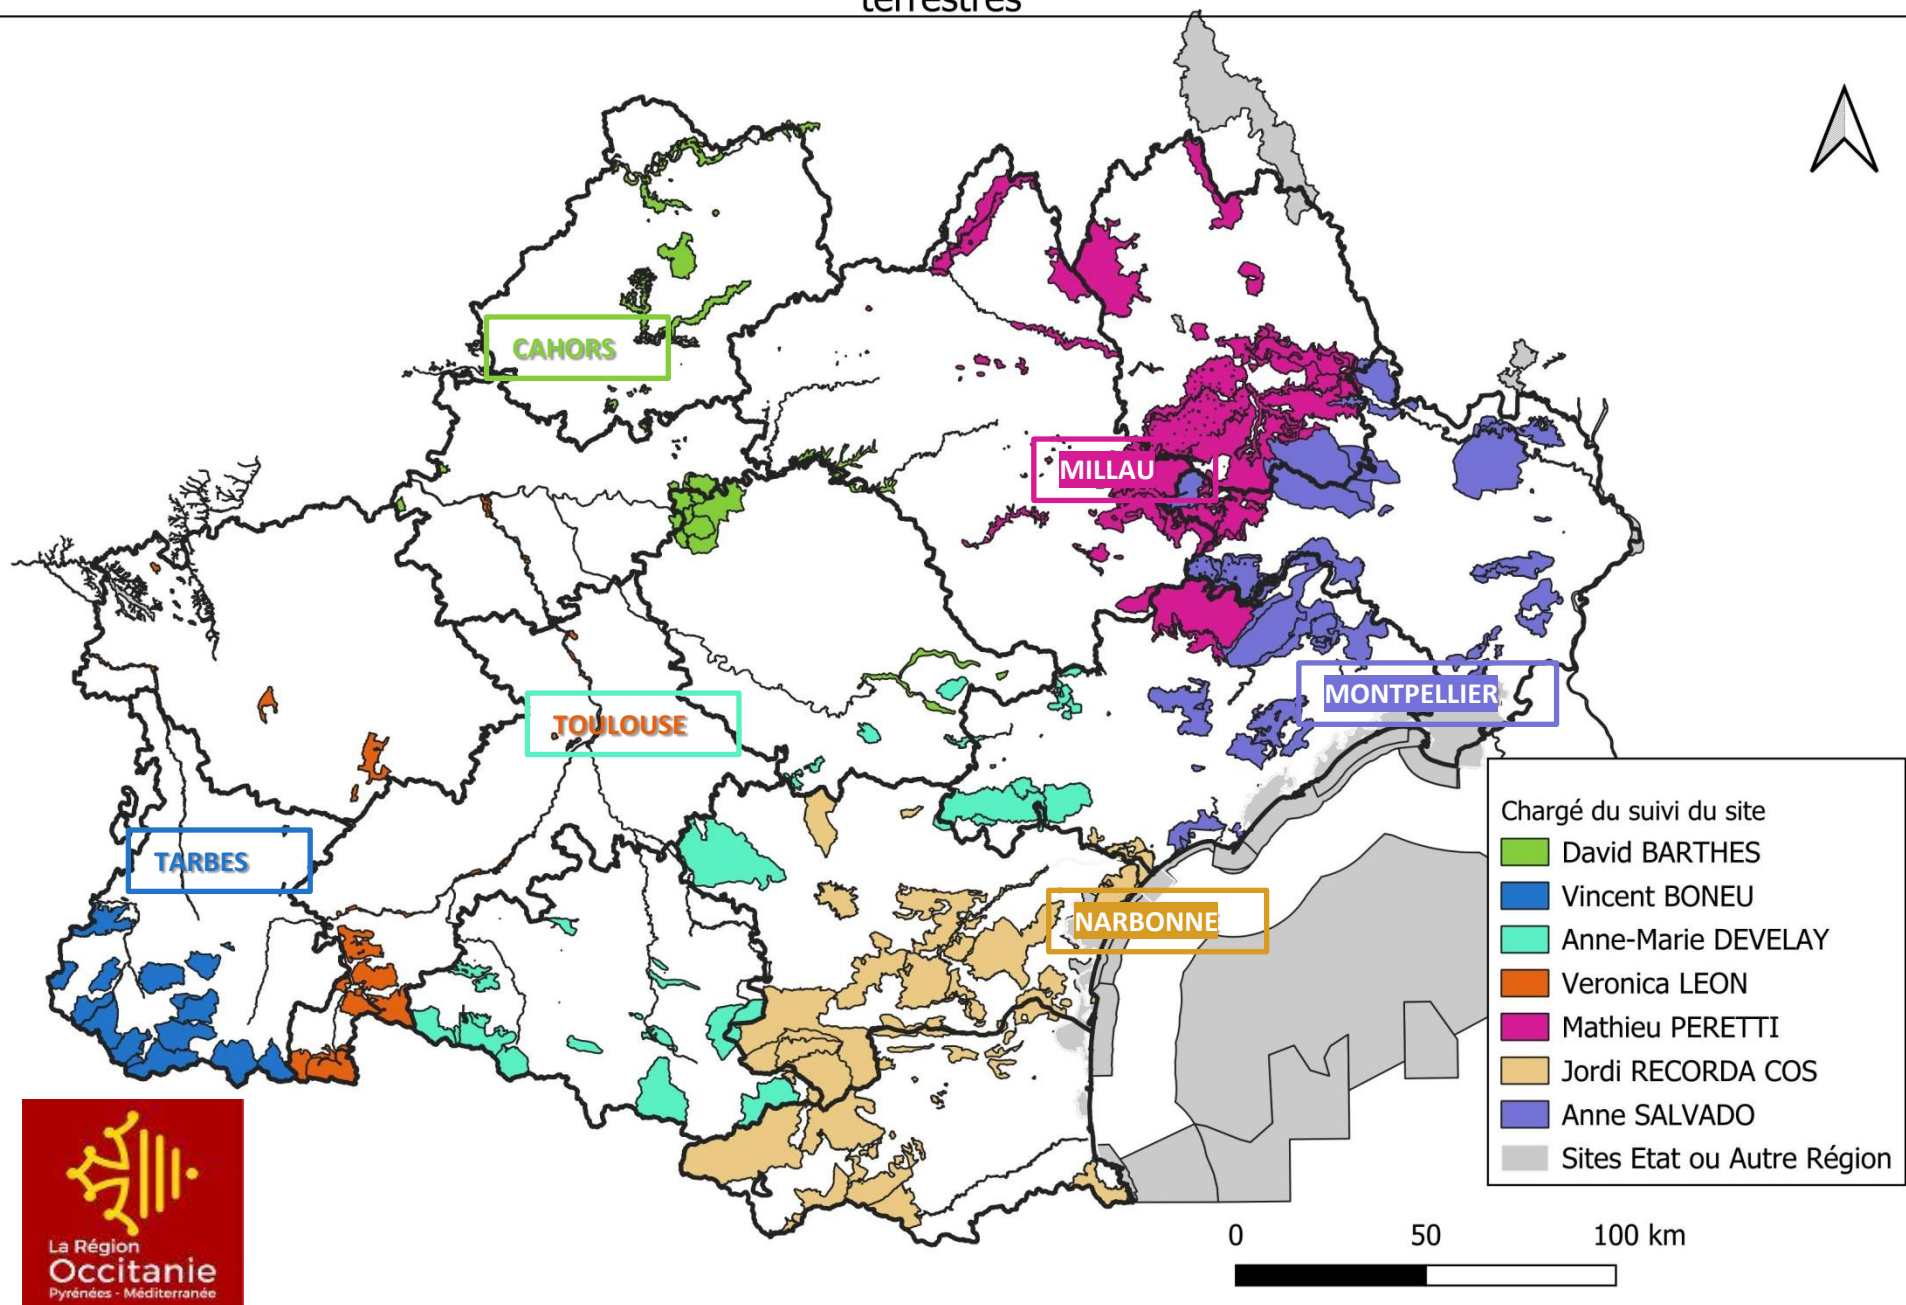 terrestres
CAHORS
MILLAU
MONTPELLIER
TOULOUSE
TARBES
NARBONNE
Chargé du suivi du site
David BARTHES
Vincent BONEU
Anne-Marie DEVELAY
Veronica LEON
Mathieu PERETTI
Jordi RECORDA COS
Anne SALVADO
Sites Etat ou Autre Région
0 50 100 km
La Région
Occitanie
Pyrénées - Méditerranée